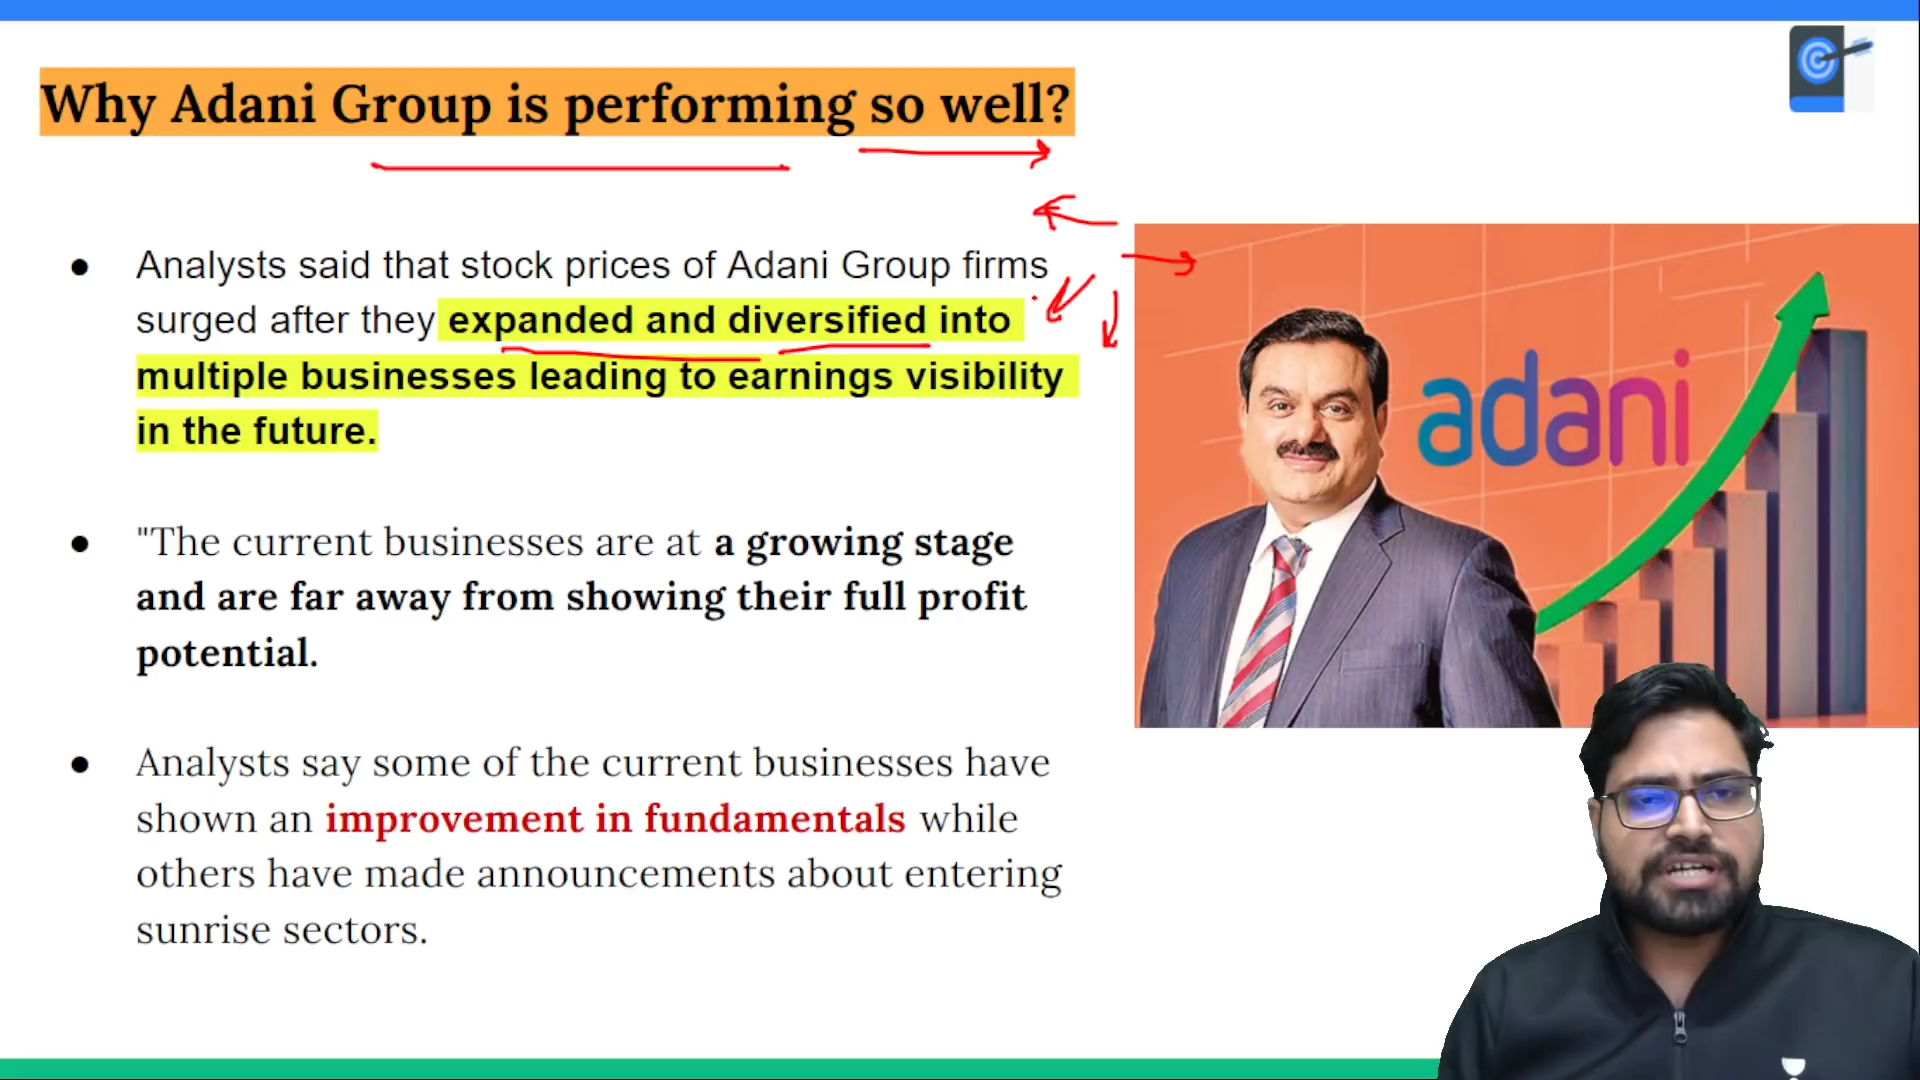 Why Adani Group is performing so well?
● Analysts said that stock prices of Adani Group firms
surged after they expanded and diversified into
multiple businesses leading to earnings visibility
in the future.
● "The current businesses are at a growing stage
and are far away from showing their full profit
potential.
● Analysts say some of the current businesses have
shown an improvement in fundamentals while
others have made announcements about entering
sunrise sectors.
adani